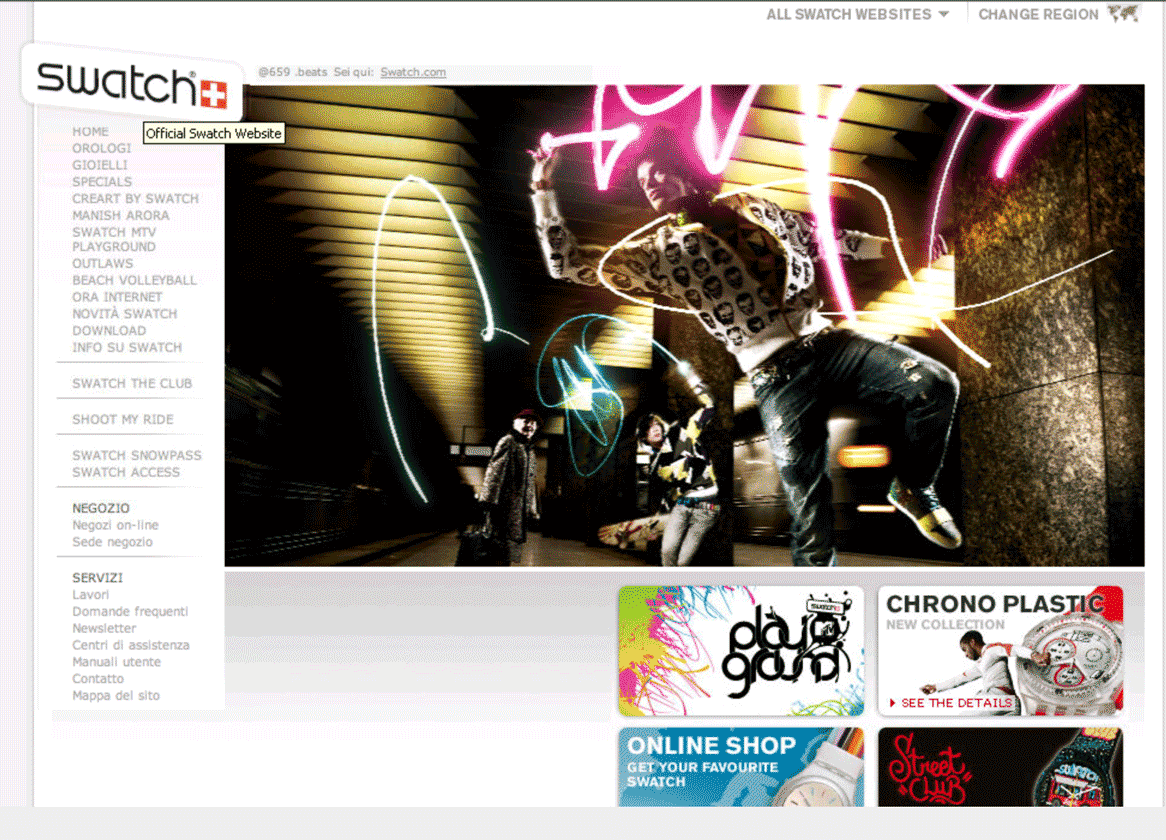 ALL SWATCH WEBSITES
CHANGE REGION
swatch®
@659 .beats Sei qui: Swatch.com
Official Swatch Website
HOME
OROLOGI
GIOIELLI
SPECIALS
CREART BY SWATCH
MANISH ARORA
SWATCH MTV
PLAYGROUND
OUTLAWS
BEACH VOLLEYBALL
ORA INTERNET
NOVITÀ SWATCH
DOWNLOAD
INFO SU SWATCH
SWATCH THE CLUB
SHOOT MY RIDE
SWATCH SNOWPASS
SWATCH ACCESS
NEGOZIO
Negozi on-line
Sede negozio
SERVIZI
Lavori
Domande frequenti
Newsletter
Centri di assistenza
Manuali utente
Contatto
Mappa del sito
swatch
playground
CHRONO PLASTIC
NEW COLLECTION
SEE THE DETAILS
ONLINE SHOP
GET YOUR FAVOURITE
SWATCH
Street
Club
SWATCH